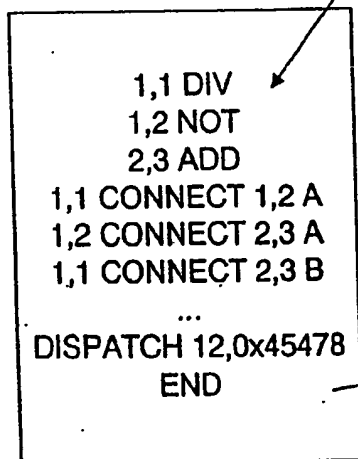 1,1 DIV
1,2 NOT
2,3 ADD
1,1 CONNECT 1,2 A
1,2 CONNECT 2,3 A
1,1 CONNECT 2,3 B
...
DISPATCH 12,0x45478
END